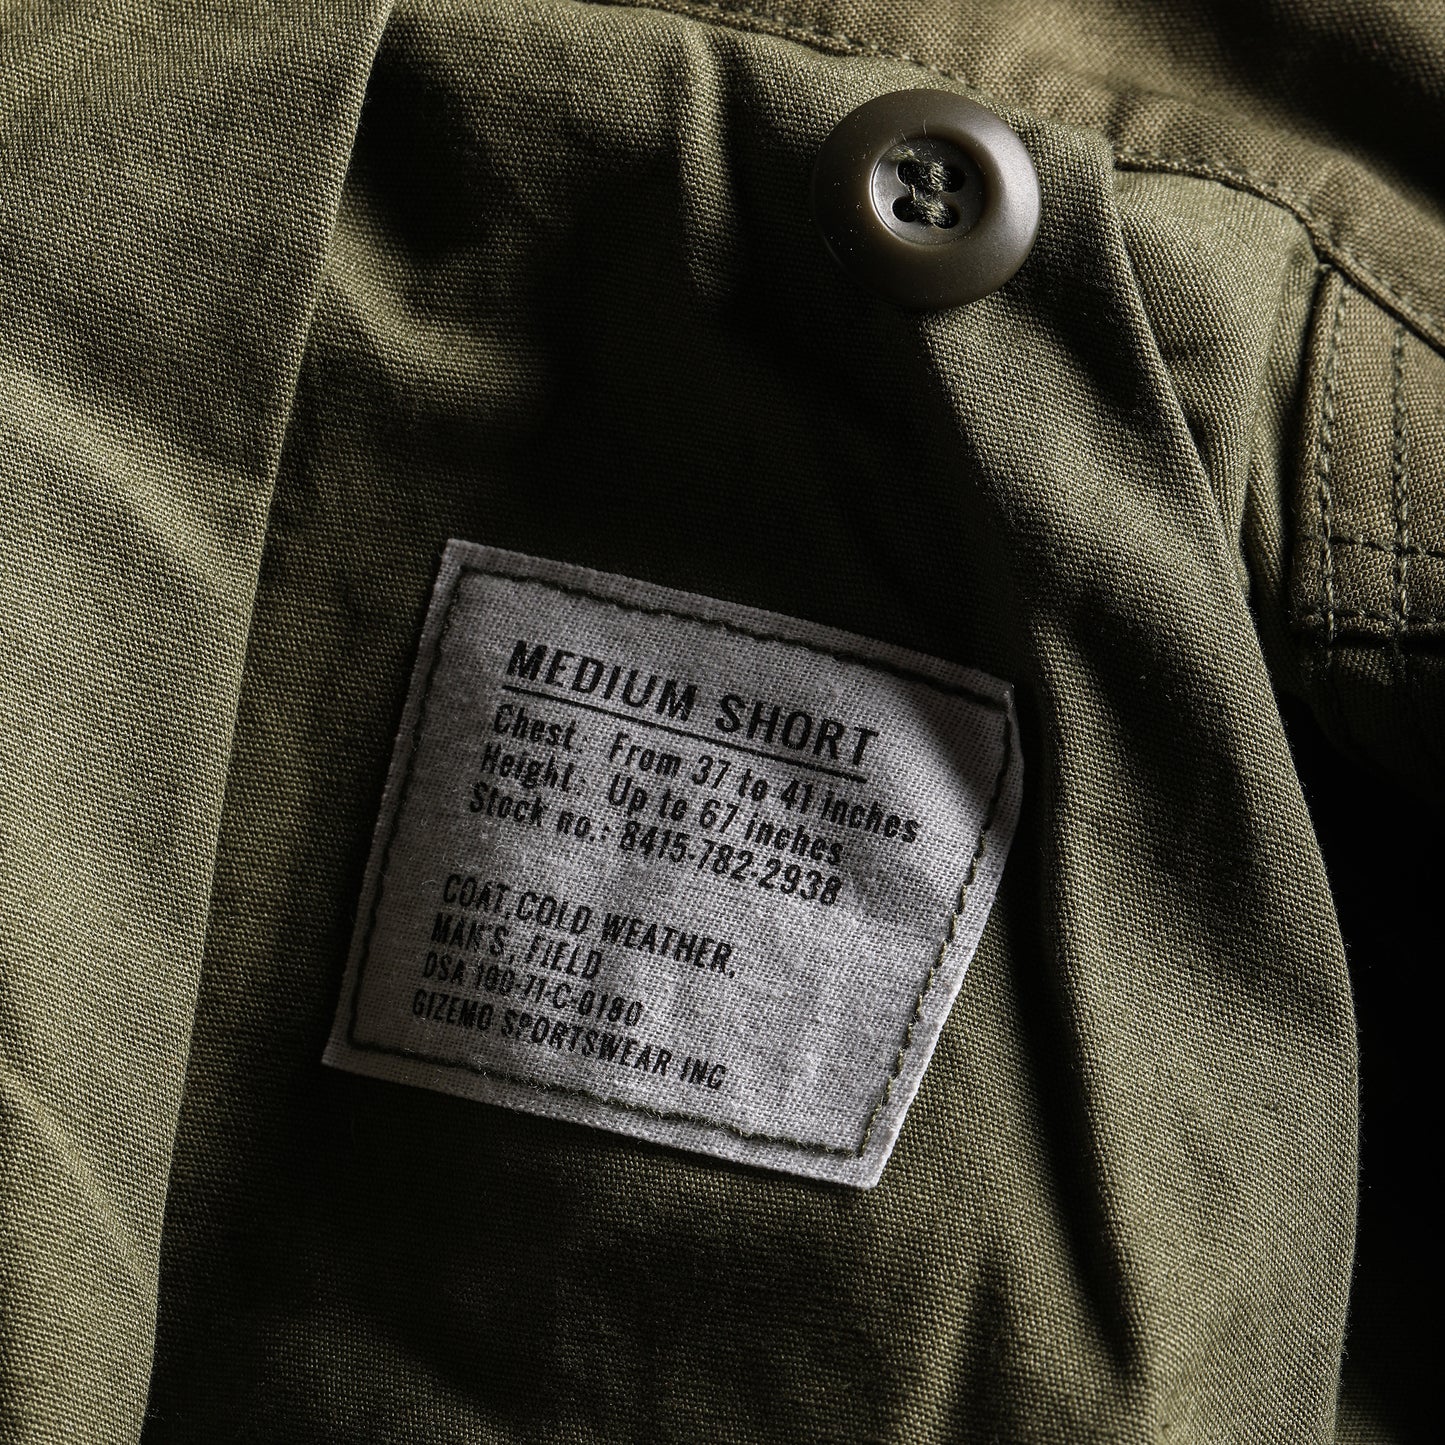 MEDIUM SHORT
Chest: From 37 to 41 inches
Height: Up to 67 inches
Stock no.: 8415-782-2938
COAT, COLD WEATHER,
MAN'S, FIELD
DSA 100-71-C-0190
GIZEMO SPORTSWEAR INC